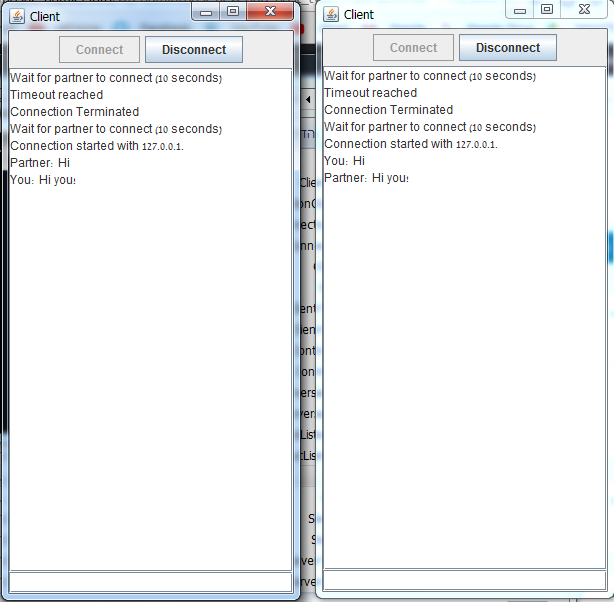 Client
Connect
Disconnect
Wait for partner to connect (10 seconds)
Timeout reached
Connection Terminated
Wait for partner to connect (10 seconds)
Connection started with 127.0.0.1.
Partner: Hi
You: Hi you!
Client
Connect
Disconnect
Wait for partner to connect (10 seconds)
Timeout reached
Connection Terminated
Wait for partner to connect (10 seconds)
Connection started with 127.0.0.1.
You: Hi
Partner: Hi you!